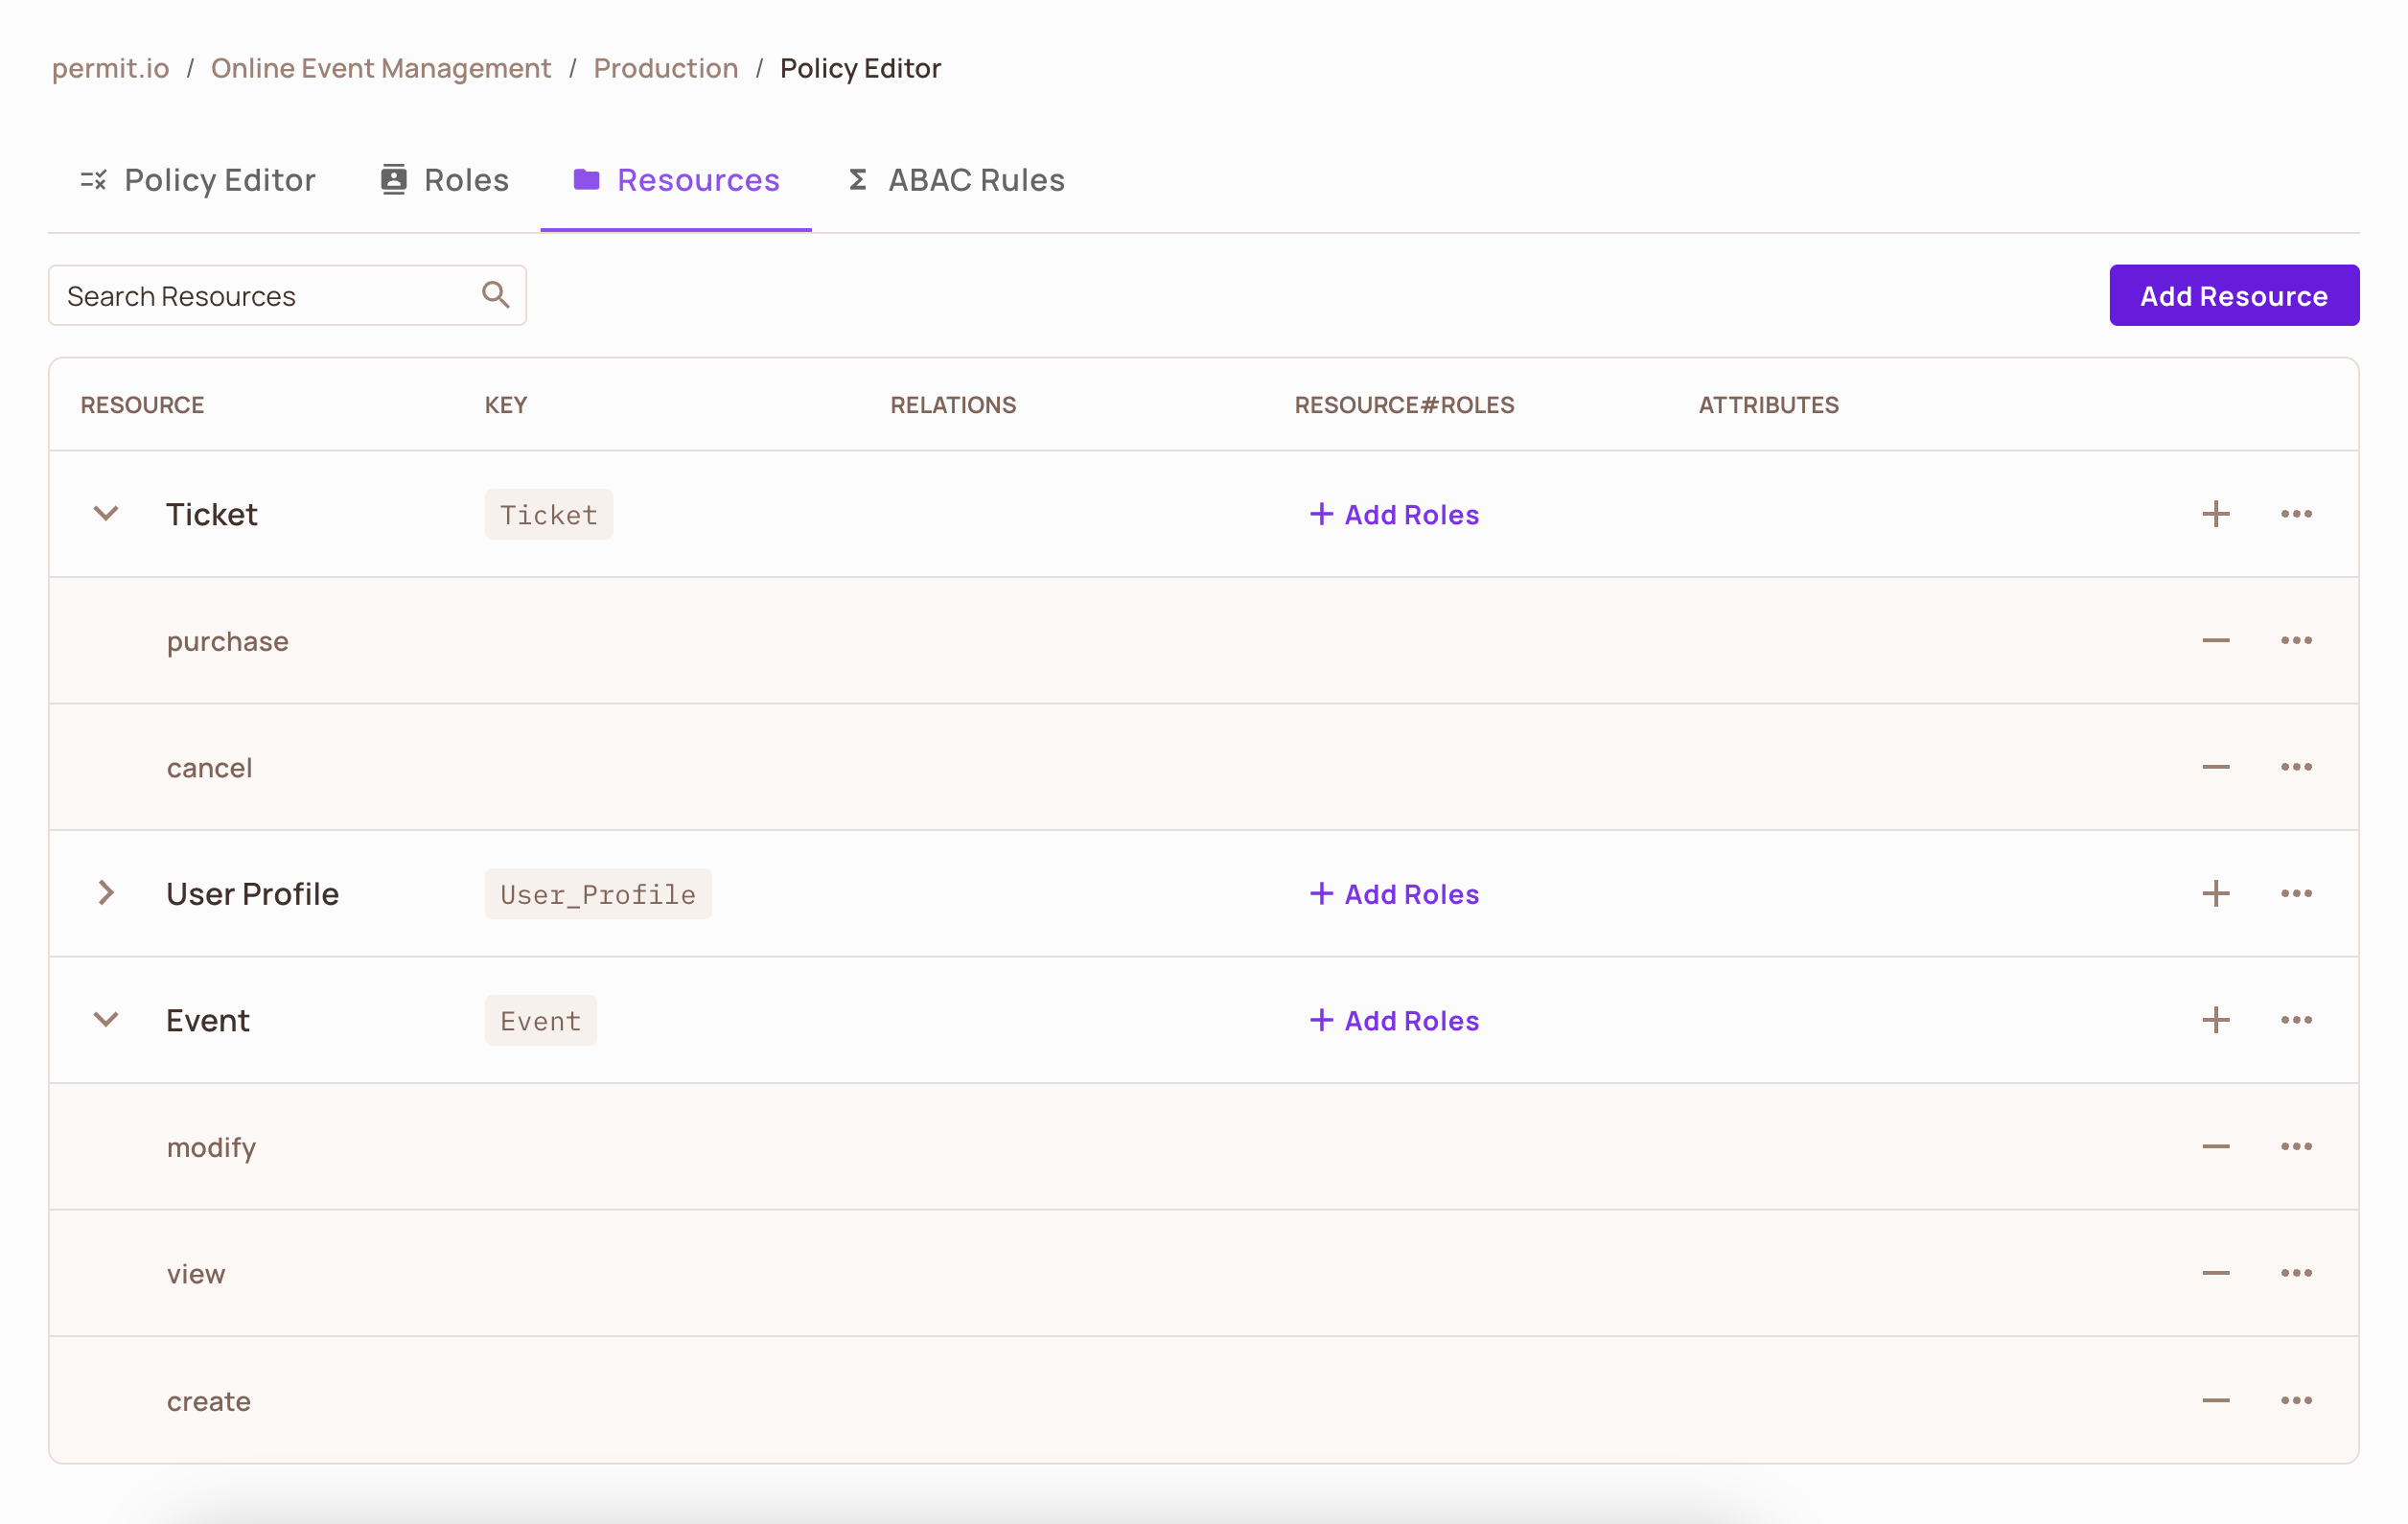 permit.io / Online Event Management / Production / Policy Editor
Policy Editor Roles Resources ABAC Rules
Search Resources Add Resource
RESOURCE KEY RELATIONS RESOURCE#ROLES ATTRIBUTES
Ticket Ticket + Add Roles
purchase
cancel
User Profile User_Profile + Add Roles
Event Event + Add Roles
modify
view
create